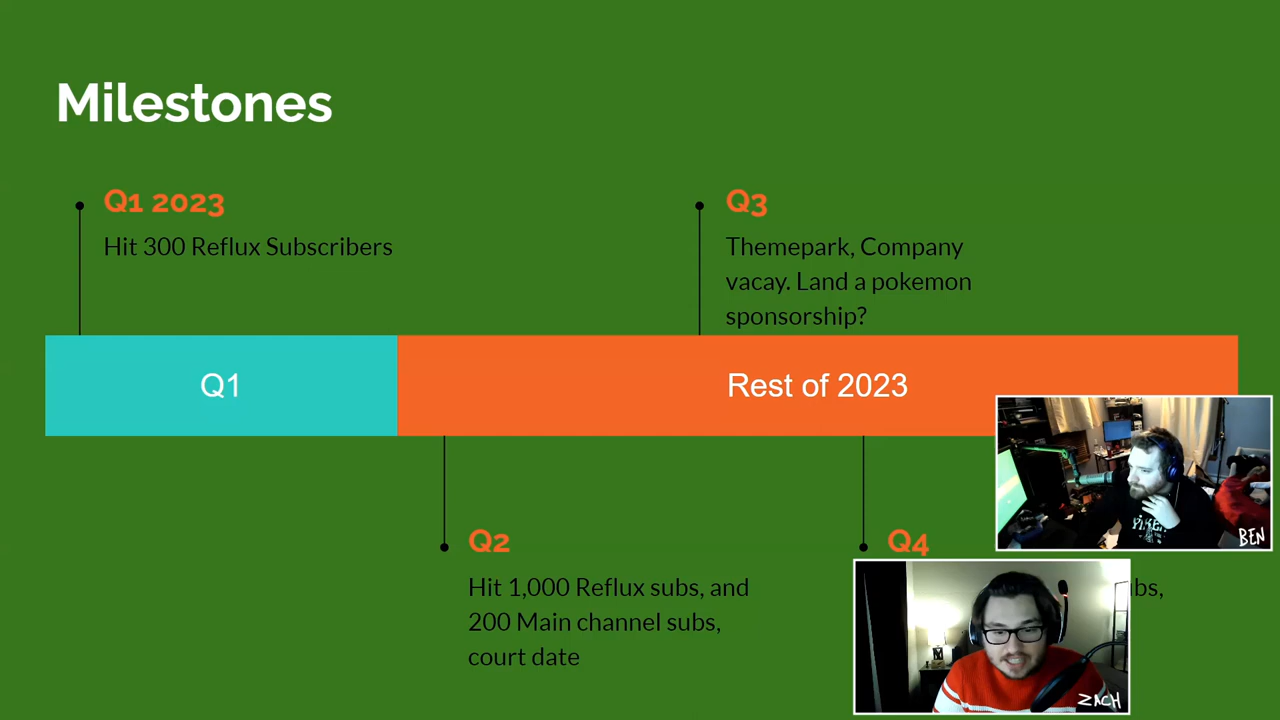 Milestones
Q1 2023
Hit 300 Reflux Subscribers
Q3
Themepark, Company
vacay. Land a pokemon
sponsorship?
Q1
Rest of 2023
Q2
Hit 1,000 Reflux subs, and
200 Main channel subs,
court date
Q4
BEN
ZACH